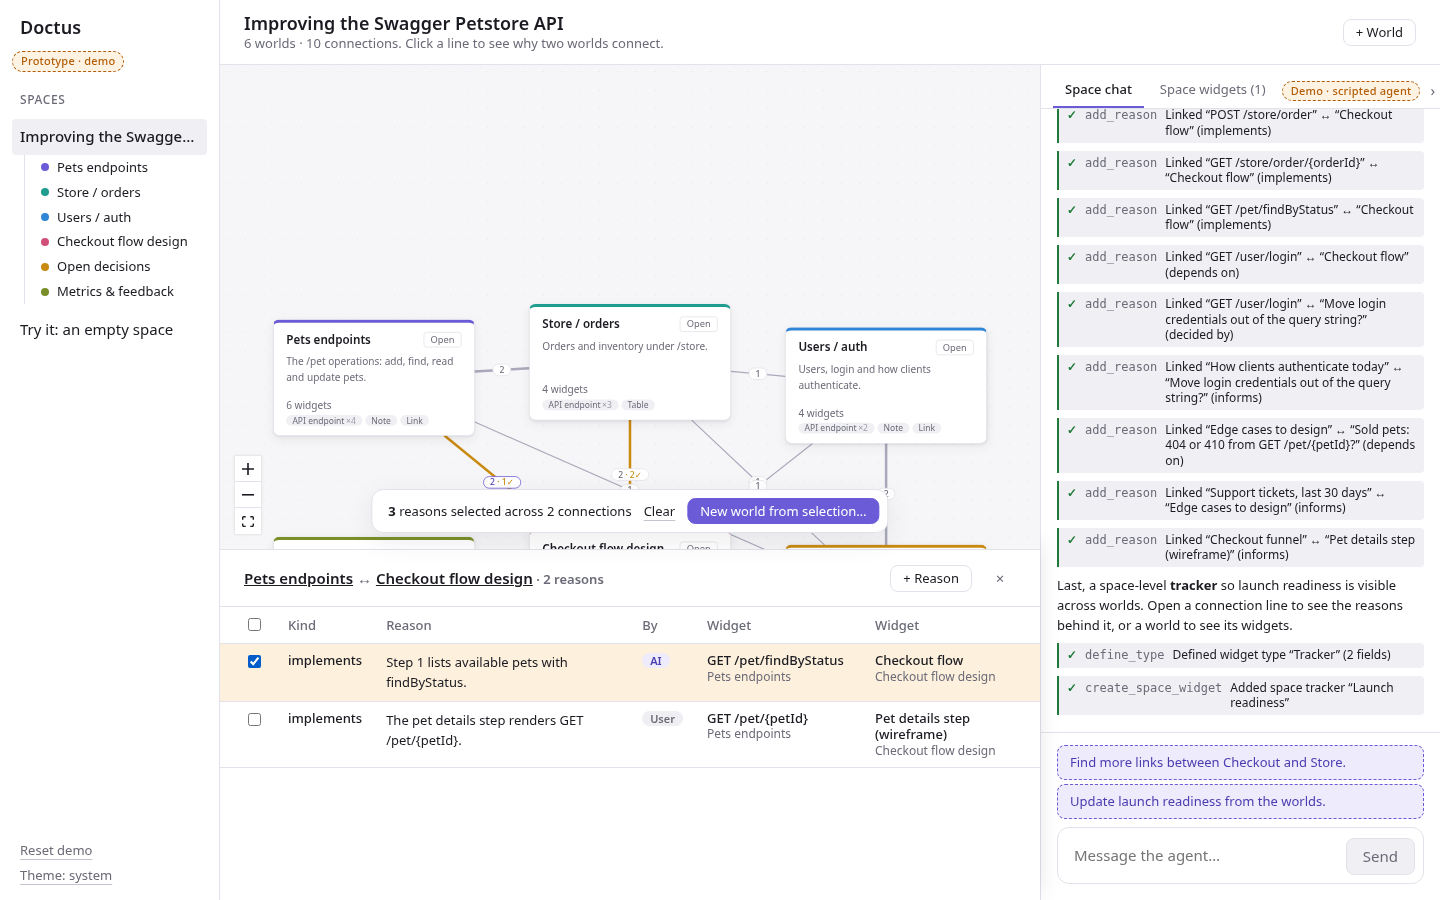 Doctus
Prototype · demo
SPACES
Improving the Swagge...
Pets endpoints
Store / orders
Users / auth
Checkout flow design
Open decisions
Metrics & feedback
Try it: an empty space
Reset demo
Theme: system
Improving the Swagger Petstore API
6 worlds · 10 connections. Click a line to see why two worlds connect.
+ World
Pets endpoints
Open
The /pet operations: add, find, read
and update pets.
6 widgets
API endpoint ×4 Note Link
2
Store / orders
Open
Orders and inventory under /store.
4 widgets
API endpoint ×3 Table
1
Users / auth
Open
Users, login and how clients
authenticate.
4 widgets
API endpoint ×2 Note Link
2 · 1✓
2 · 2✓
1
3 reasons selected across 2 connections
Clear
New world from selection...
Checkout flow design
Open
Pets endpoints ↔ Checkout flow design · 2 reasons
+ Reason
×
Kind Reason By Widget Widget
implements
Step 1 lists available pets with
findByStatus.
AI
GET /pet/findByStatus
Pets endpoints
Checkout flow
Checkout flow design
implements
The pet details step renders GET
/pet/{petId}.
User
GET /pet/{petId}
Pets endpoints
Pet details step
(wireframe)
Checkout flow design
Space chat
Space widgets (1)
Demo · scripted agent
›
✓ add_reason Linked “POST /store/order” ↔ “Checkout
flow” (implements)
✓ add_reason Linked “GET /store/order/{orderId}” ↔
“Checkout flow” (implements)
✓ add_reason Linked “GET /pet/findByStatus” ↔ “Checkout
flow” (implements)
✓ add_reason Linked “GET /user/login” ↔ “Checkout flow”
(depends on)
✓ add_reason Linked “GET /user/login” ↔ “Move login
credentials out of the query string?”
(decided by)
✓ add_reason Linked “How clients authenticate today” ↔
“Move login credentials out of the query
string?” (informs)
✓ add_reason Linked “Edge cases to design” ↔ “Sold pets:
404 or 410 from GET /pet/{petId}?” (depends
on)
✓ add_reason Linked “Support tickets, last 30 days” ↔
“Edge cases to design” (informs)
✓ add_reason Linked “Checkout funnel” ↔ “Pet details step
(wireframe)” (informs)
Last, a space-level tracker so launch readiness is visible
across worlds. Open a connection line to see the reasons
behind it, or a world to see its widgets.
✓ define_type Defined widget type “Tracker” (2 fields)
✓ create_space_widget Added space tracker “Launch
readiness”
Find more links between Checkout and Store.
Update launch readiness from the worlds.
Message the agent...
Send